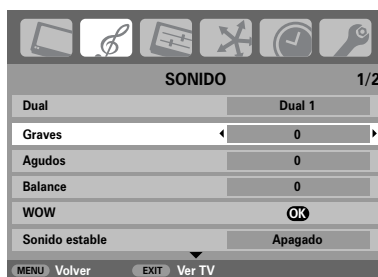 SONIDO 1/2
Dual Dual 1
Graves 0
Agudos 0
Balance 0
WOW OK
Sonido estable Apagado
MENU Volver EXIT Ver TV